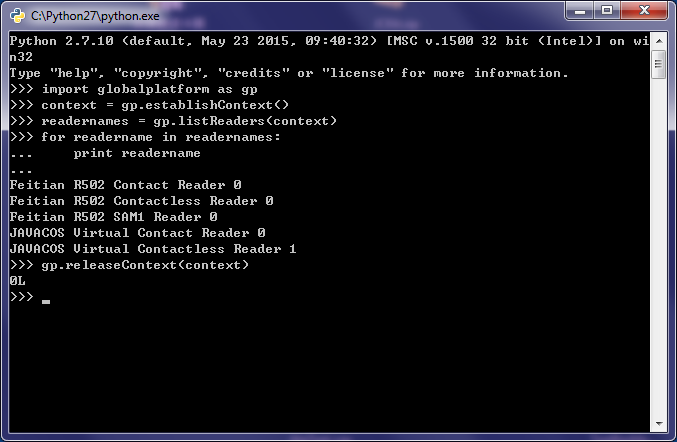 C:\Python27\python.exe
Python 2.7.10 (default, May 23 2015, 09:40:32) [MSC v.1500 32 bit (Intel)] on wi
n32
Type "help", "copyright", "credits" or "license" for more information.
>>> import globalplatform as gp
>>> context = gp.establishContext()
>>> readernames = gp.listReaders(context)
>>> for readername in readernames:
...     print readername
...
Feitian R502 Contact Reader 0
Feitian R502 Contactless Reader 0
Feitian R502 SAM1 Reader 0
JAVACOS Virtual Contact Reader 0
JAVACOS Virtual Contactless Reader 1
>>> gp.releaseContext(context)
0L
>>> _